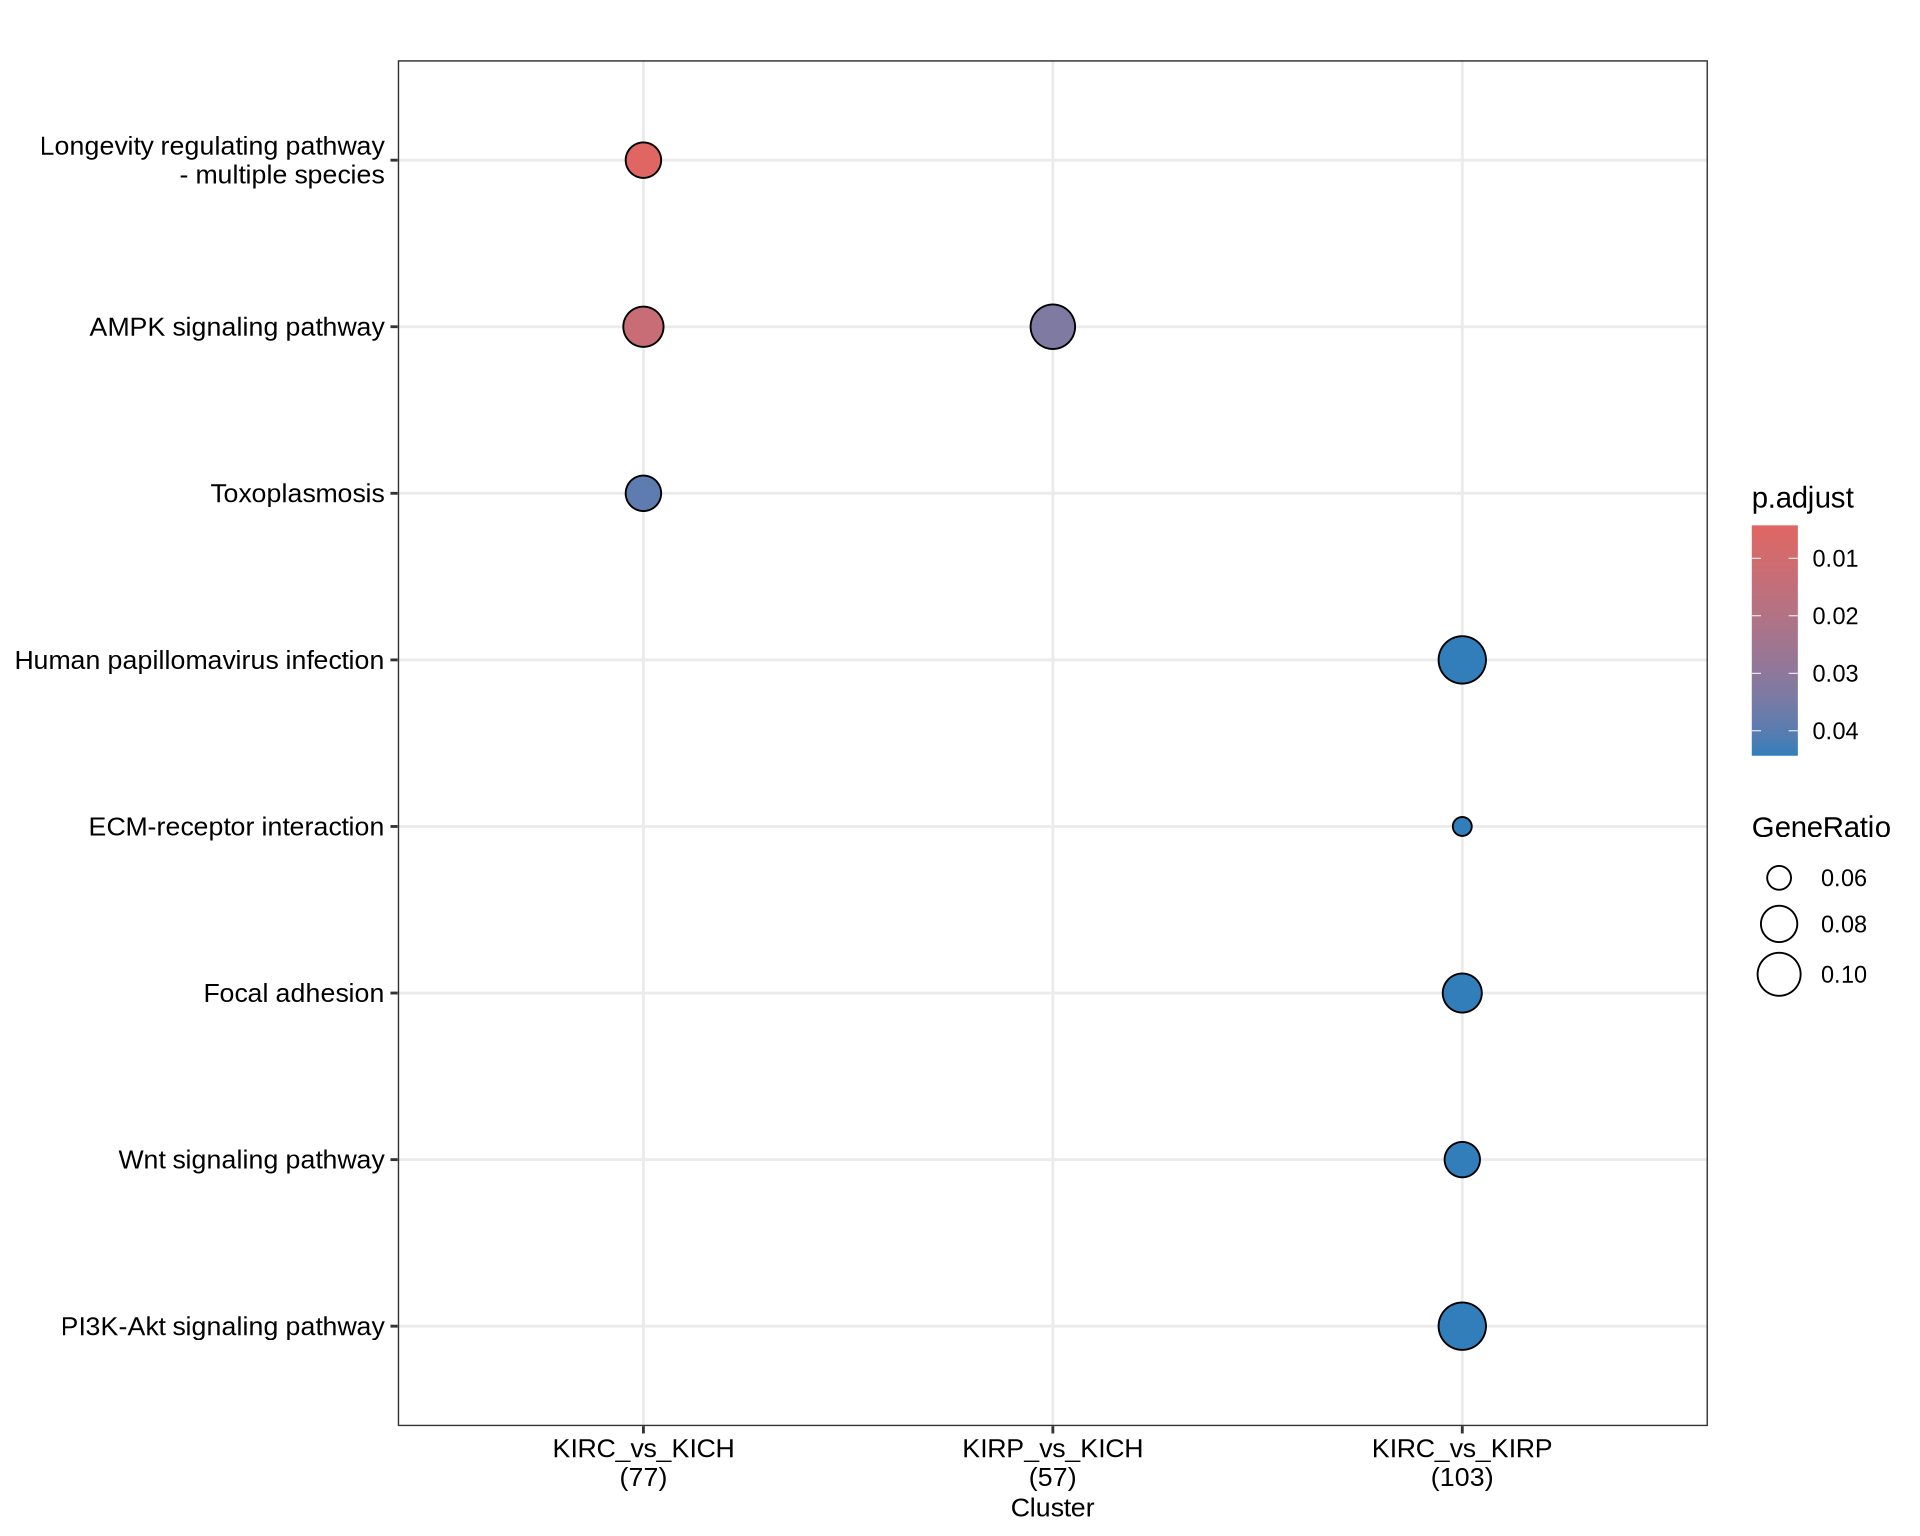 Longevity regulating pathway
- multiple species
AMPK signaling pathway
Toxoplasmosis
Human papillomavirus infection
ECM-receptor interaction
Focal adhesion
Wnt signaling pathway
PI3K-Akt signaling pathway
KIRC_vs_KICH
(77)
KIRP_vs_KICH
(57)
KIRC_vs_KIRP
(103)
Cluster
p.adjust
0.01
0.02
0.03
0.04
GeneRatio
0.06
0.08
0.10